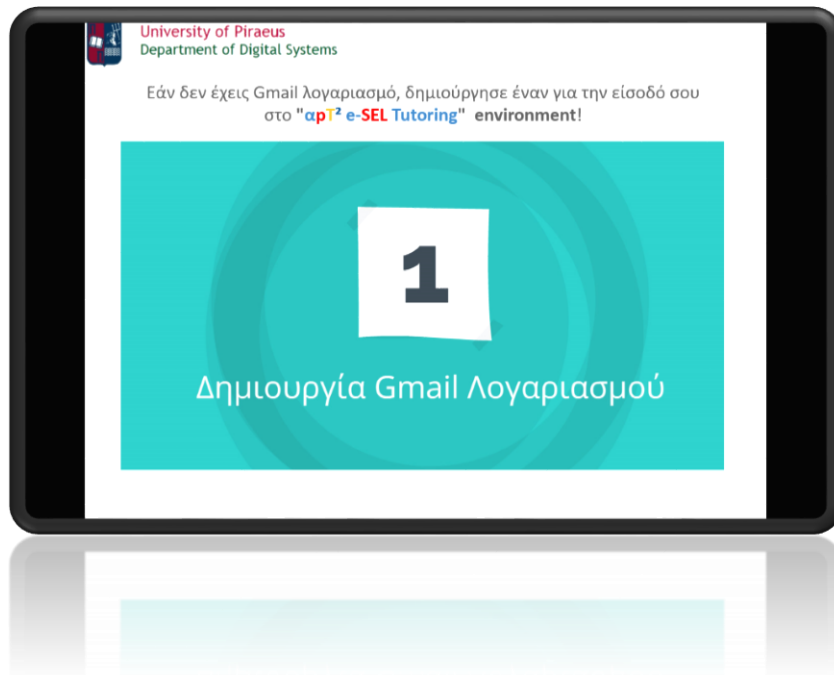 University of Piraeus
Department of Digital Systems
Εάν δεν έχεις Gmail λογαριασμό, δημιούργησε έναν για την είσοδό σου
στο "αpT² e-SEL Tutoring" environment!
1
Δημιουργία Gmail Λογαριασμού